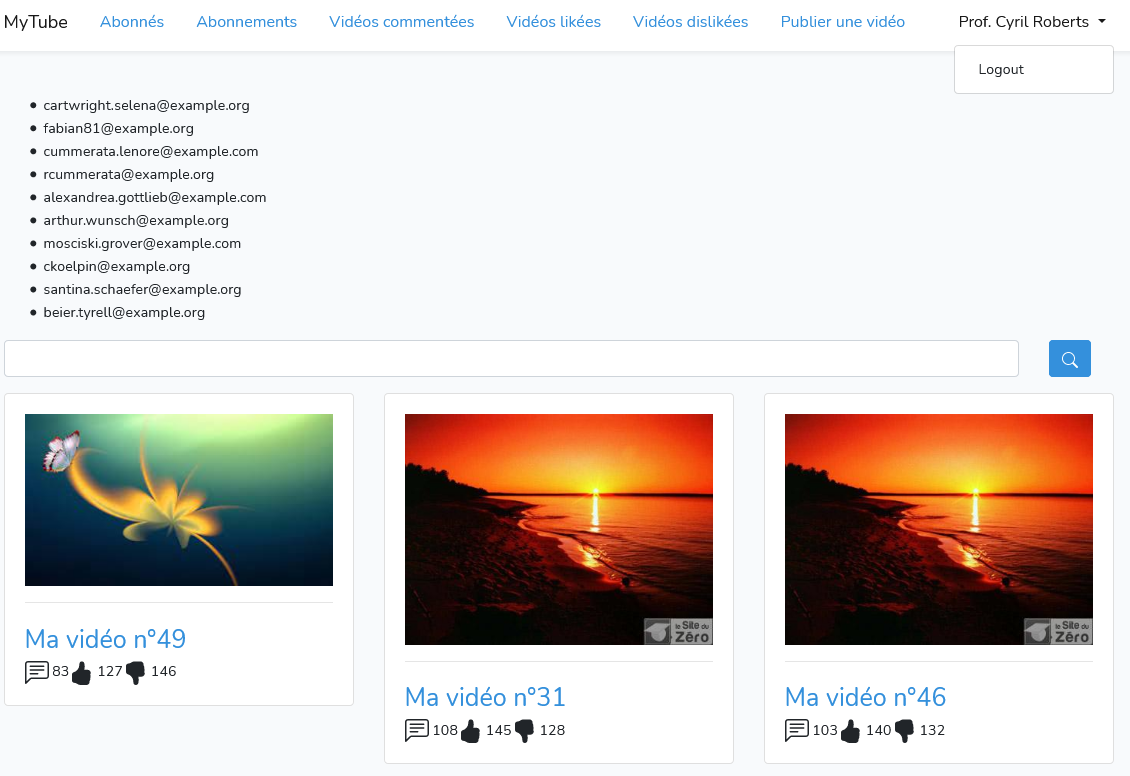 MyTube Abonnés Abonnements Vidéos commentées Vidéos likées Vidéos dislikées Publier une vidéo Prof. Cyril Roberts
Logout
cartwright.selena@example.org
fabian81@example.org
cummerata.lenore@example.com
rcummerata@example.org
alexandrea.gottlieb@example.com
arthur.wunsch@example.org
mosciski.grover@example.com
ckoelpin@example.org
santina.schaefer@example.org
beier.tyrell@example.org
le Site du
Zéro
le Site du
Zéro
Ma vidéo n°49
83 127 146
Ma vidéo n°31
108 145 128
Ma vidéo n°46
103 140 132